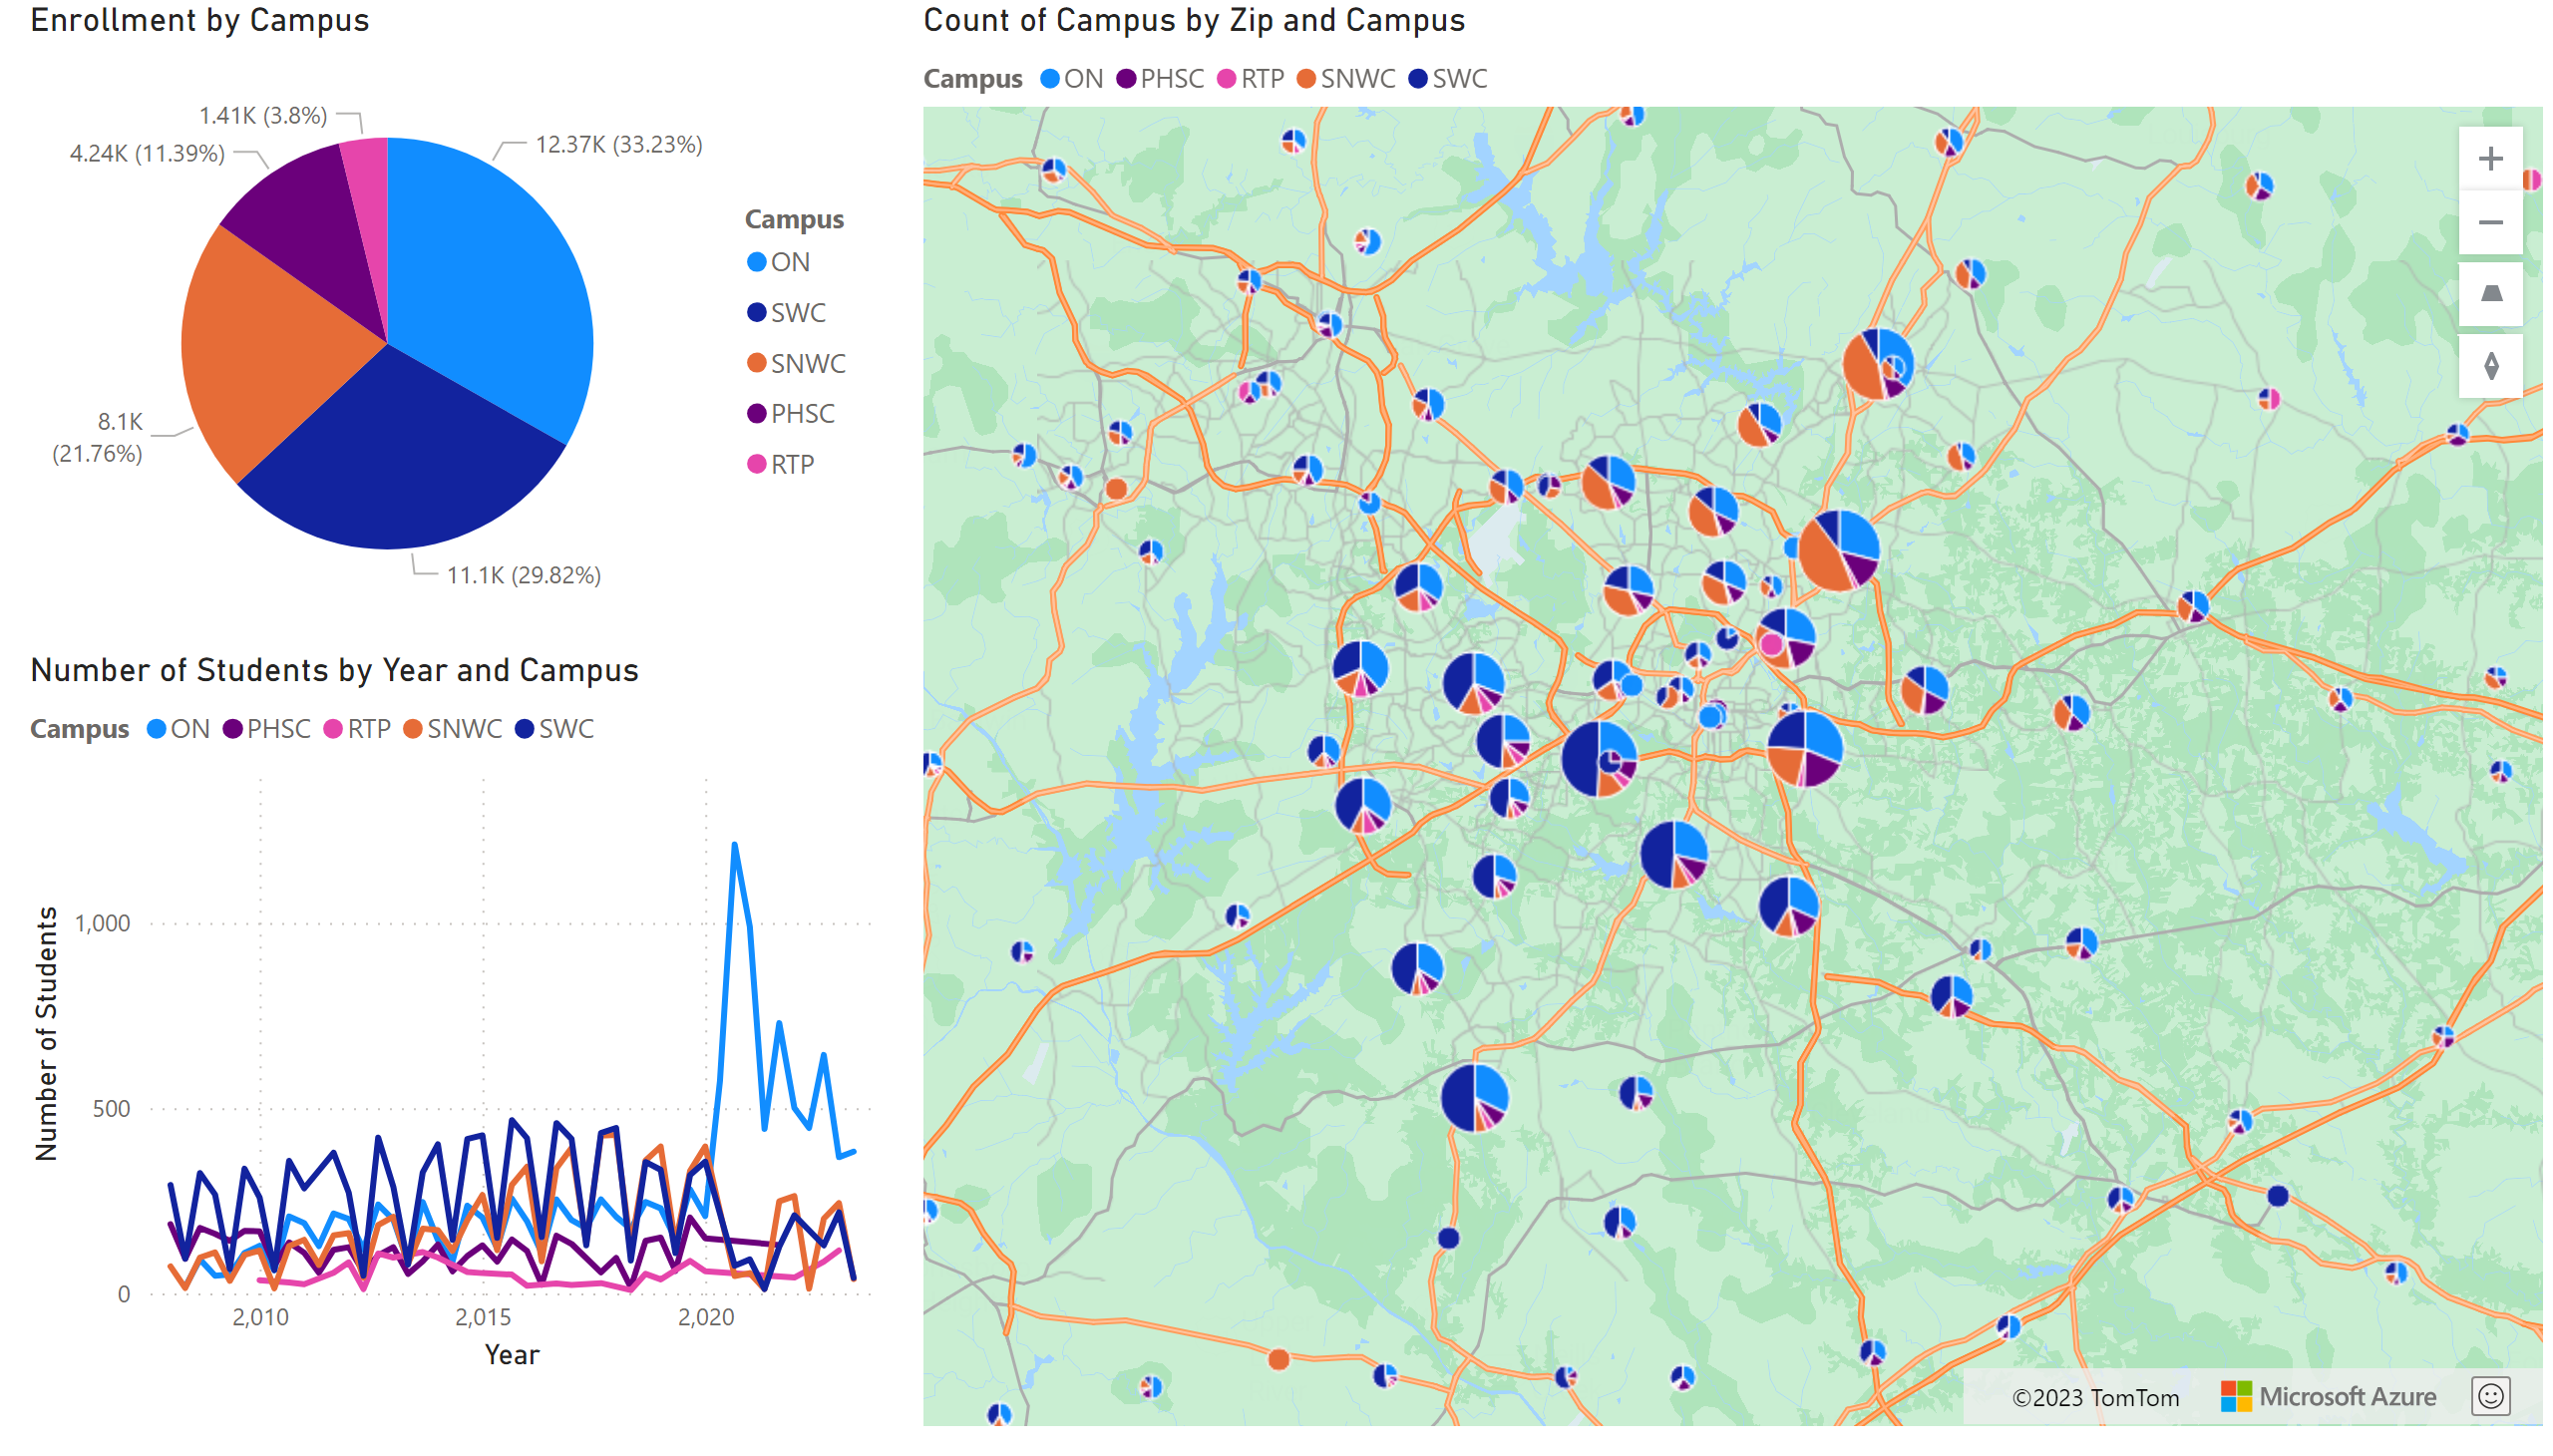 Enrollment by Campus
1.41K (3.8%)
4.24K (11.39%)
12.37K (33.23%)
8.1K
(21.76%)
11.1K (29.82%)
Campus
ON
SWC
SNWC
PHSC
RTP
Number of Students by Year and Campus
Campus ON PHSC RTP SNWC SWC
Number of Students
1,000
500
0
2,010 2,015 2,020
Year
Count of Campus by Zip and Campus
Campus ON PHSC RTP SNWC SWC
©2023 TomTom Microsoft Azure